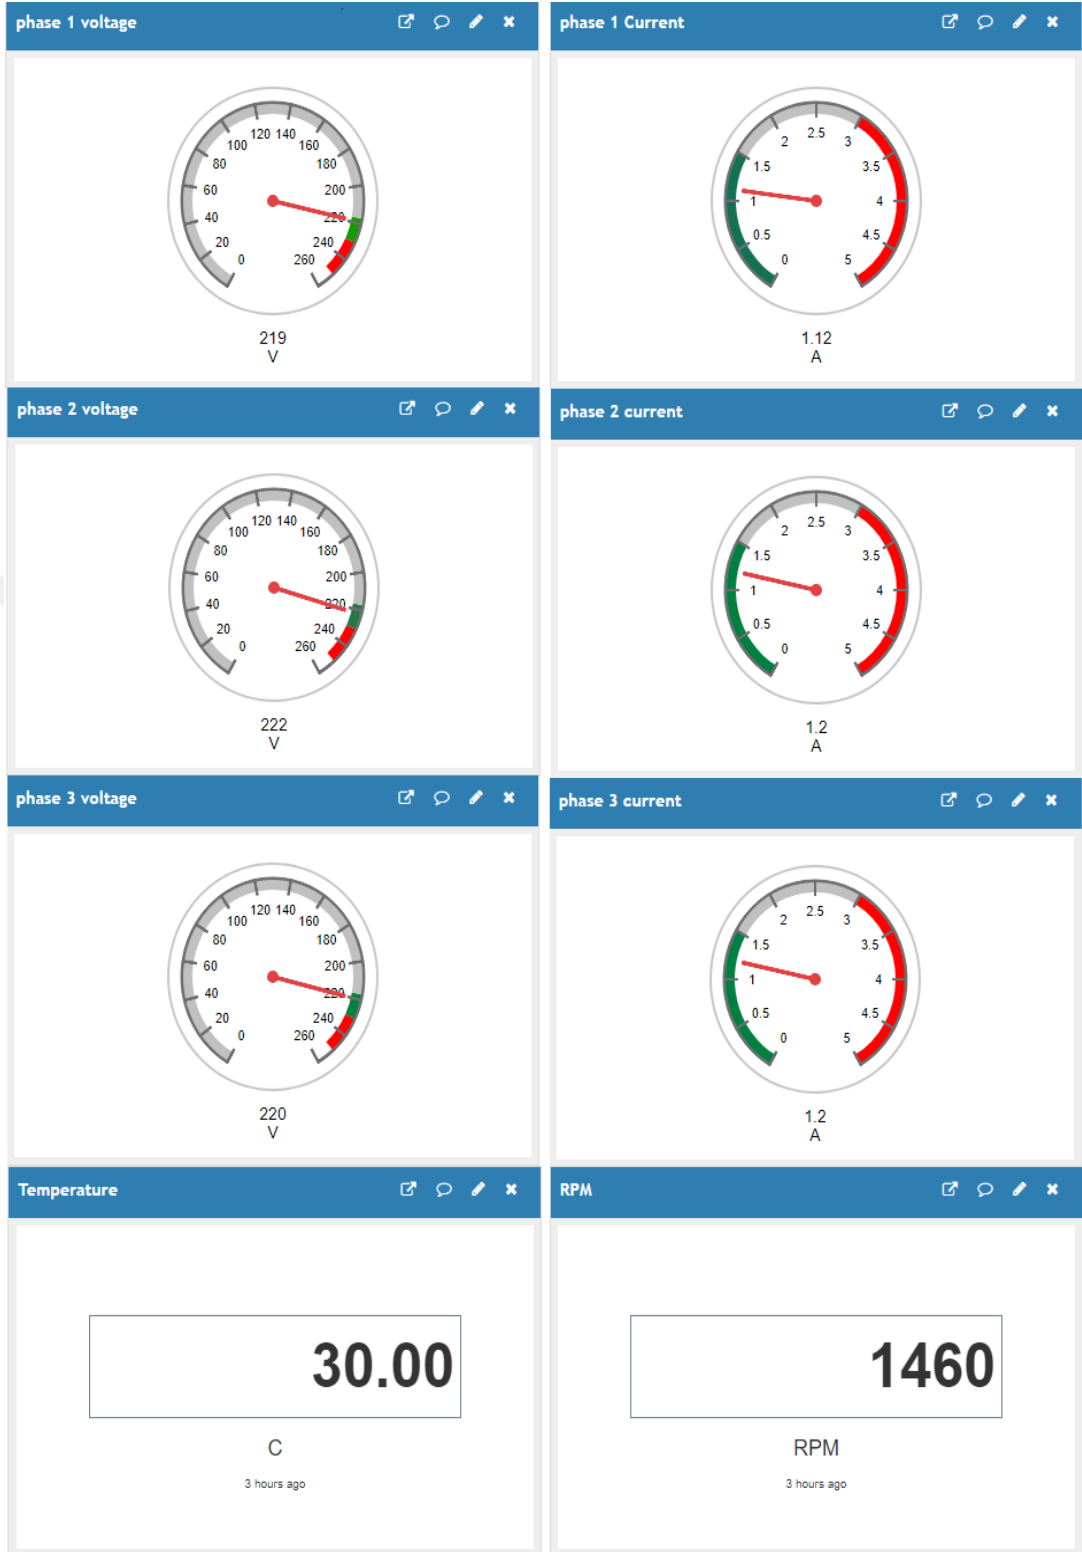 phase 1 voltage
0 20 40 60 80 100 120 140 160 180 200 220 240 260
219
V
phase 1 Current
0 0.5 1 1.5 2 2.5 3 3.5 4 4.5 5
1.12
A
phase 2 voltage
0 20 40 60 80 100 120 140 160 180 200 220 240 260
222
V
phase 2 current
0 0.5 1 1.5 2 2.5 3 3.5 4 4.5 5
1.2
A
phase 3 voltage
0 20 40 60 80 100 120 140 160 180 200 220 240 260
220
V
phase 3 current
0 0.5 1 1.5 2 2.5 3 3.5 4 4.5 5
1.2
A
Temperature
30.00
C
3 hours ago
RPM
1460
RPM
3 hours ago